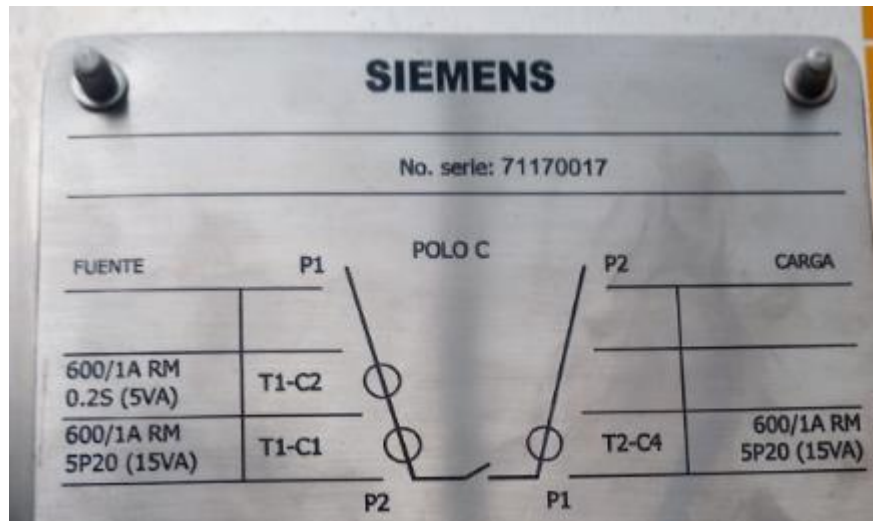 SIEMENS
No. serie: 71170017
POLO C
FUENTE P1 P2 CARGA
600/1A RM
0.2S (5VA) T1-C2
600/1A RM 600/1A RM
5P20 (15VA) T1-C1 T2-C4 5P20 (15VA)
P2 P1